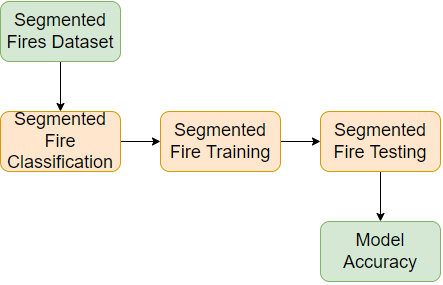 Segmented
Fires Dataset
Segmented
Fire
Classification
Segmented
Fire Training
Segmented
Fire Testing
Model
Accuracy